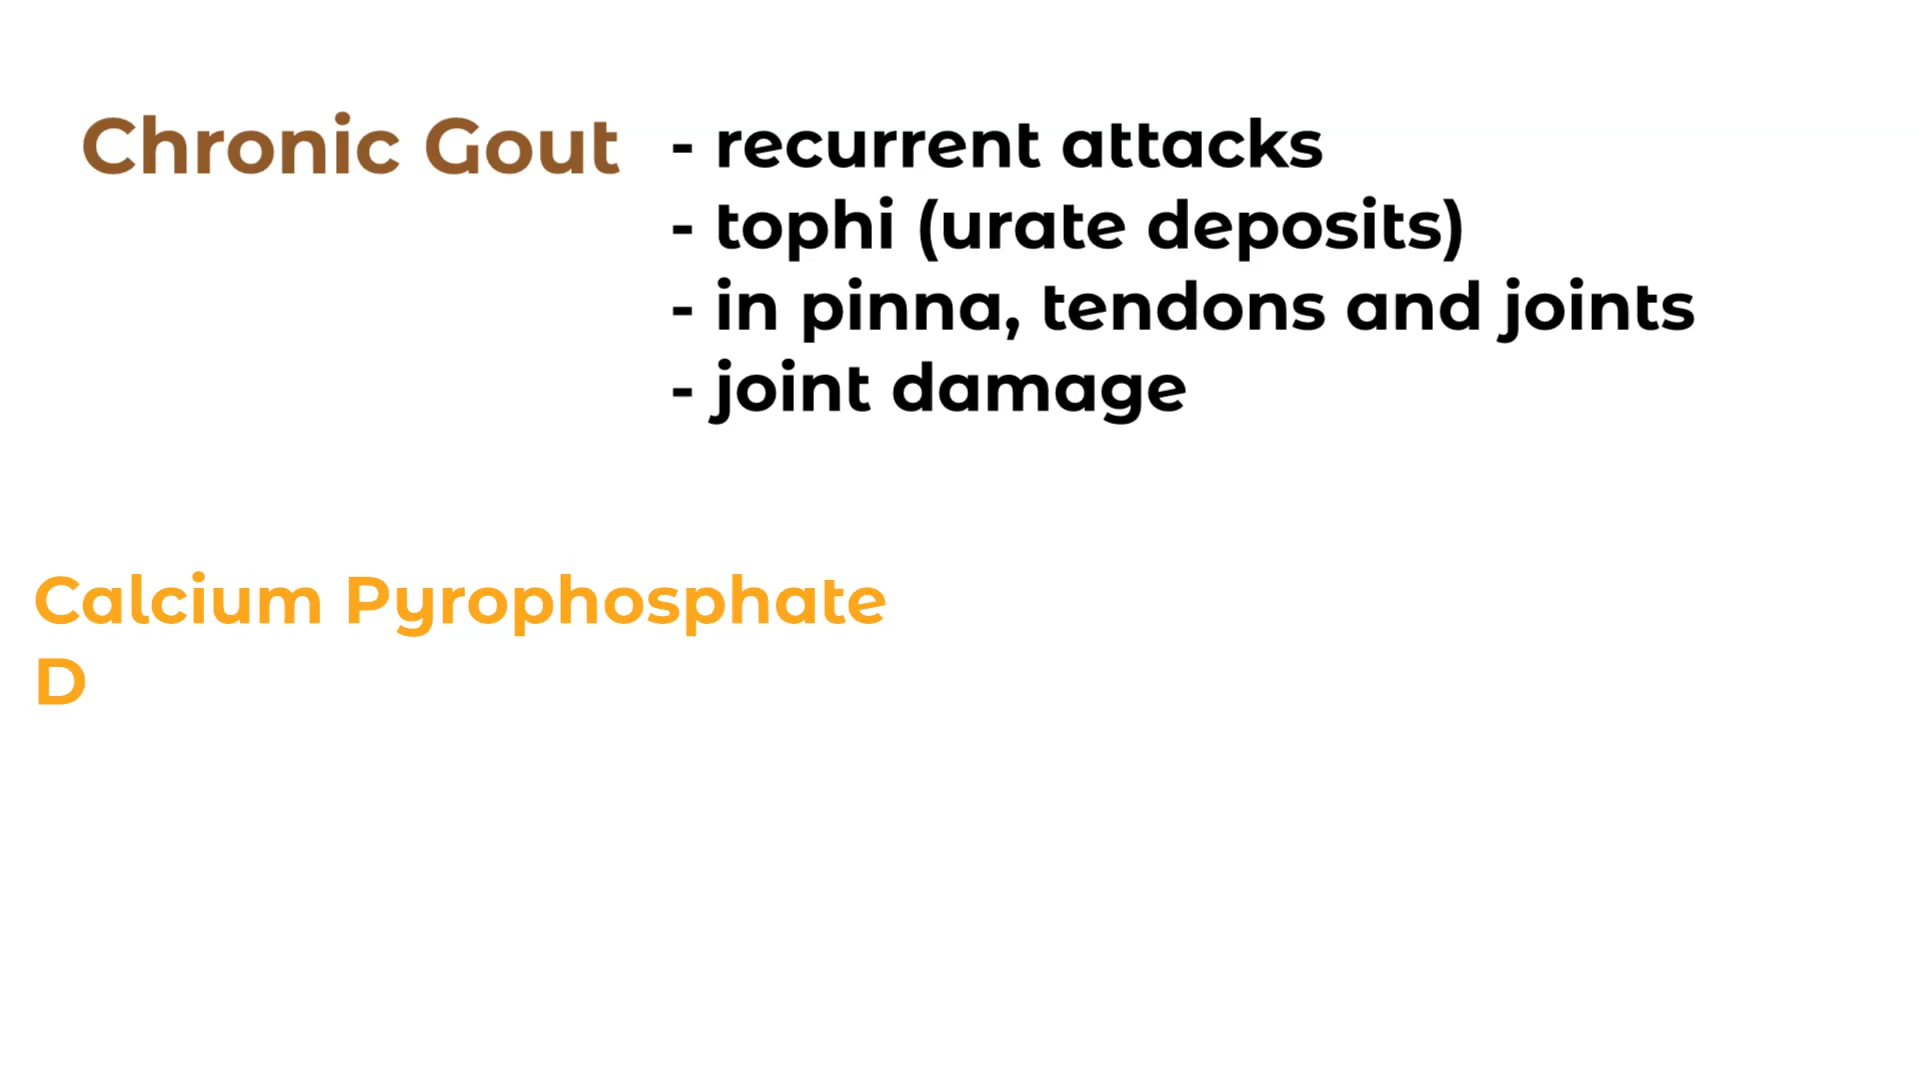 Chronic Gout - recurrent attacks
- tophi (urate deposits)
- in pinna, tendons and joints
- joint damage
Calcium Pyrophosphate
D